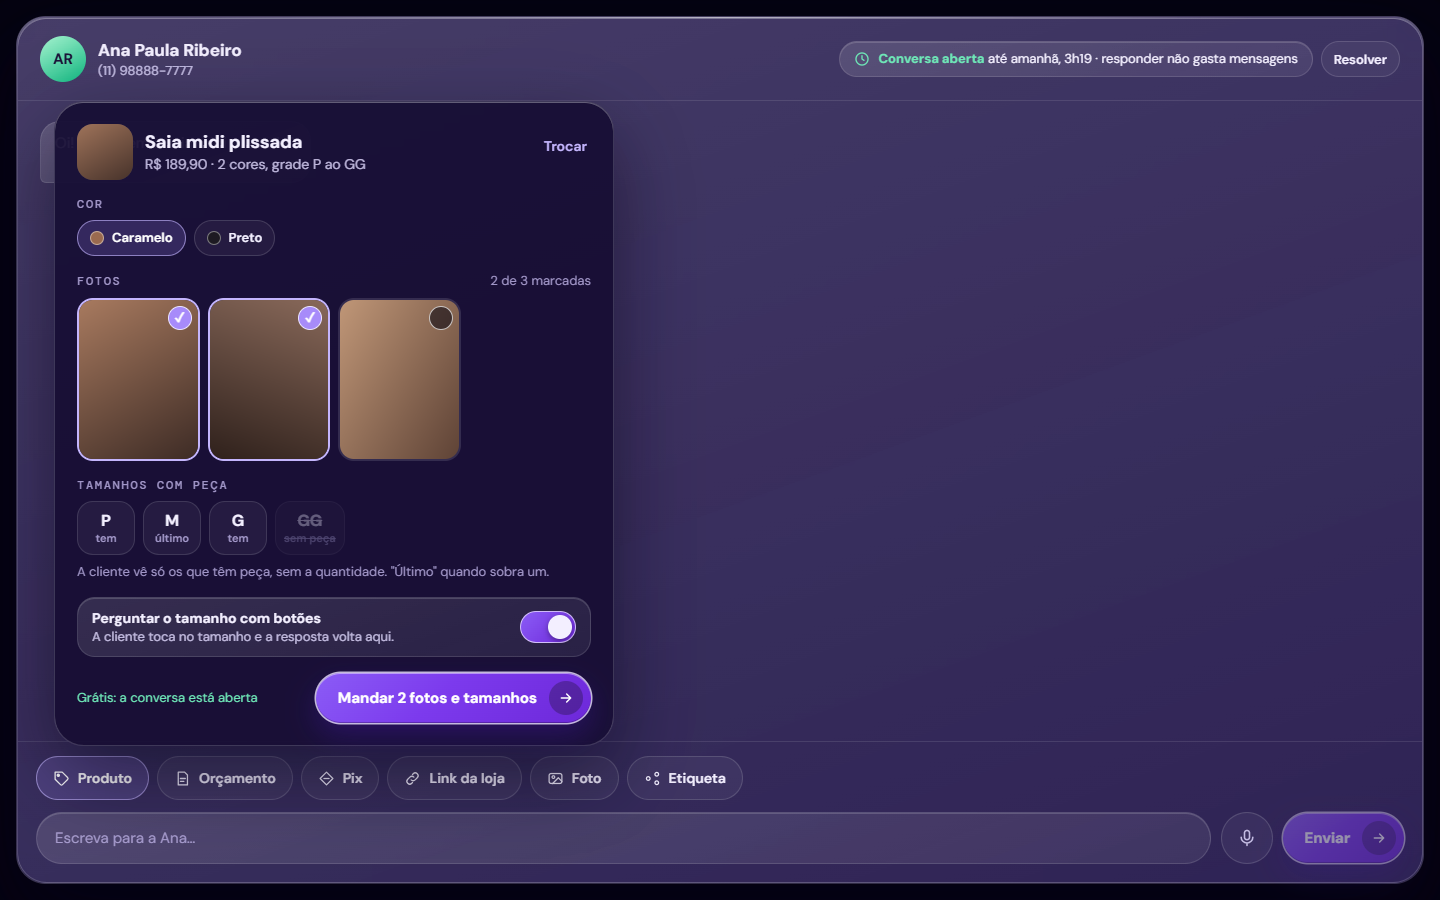 AR
Ana Paula Ribeiro
(11) 98888-7777
Conversa aberta até amanhã, 3h19 · responder não gasta mensagens
Resolver
Saia midi plissada
R$ 189,90 · 2 cores, grade P ao GG
Trocar
COR
Caramelo
Preto
FOTOS
2 de 3 marcadas
TAMANHOS COM PEÇA
P
tem
M
último
G
tem
GG
sem peça
A cliente vê só os que têm peça, sem a quantidade. "Último" quando sobra um.
Perguntar o tamanho com botões
A cliente toca no tamanho e a resposta volta aqui.
Grátis: a conversa está aberta
Mandar 2 fotos e tamanhos
Produto
Orçamento
Pix
Link da loja
Foto
Etiqueta
Escreva para a Ana...
Enviar